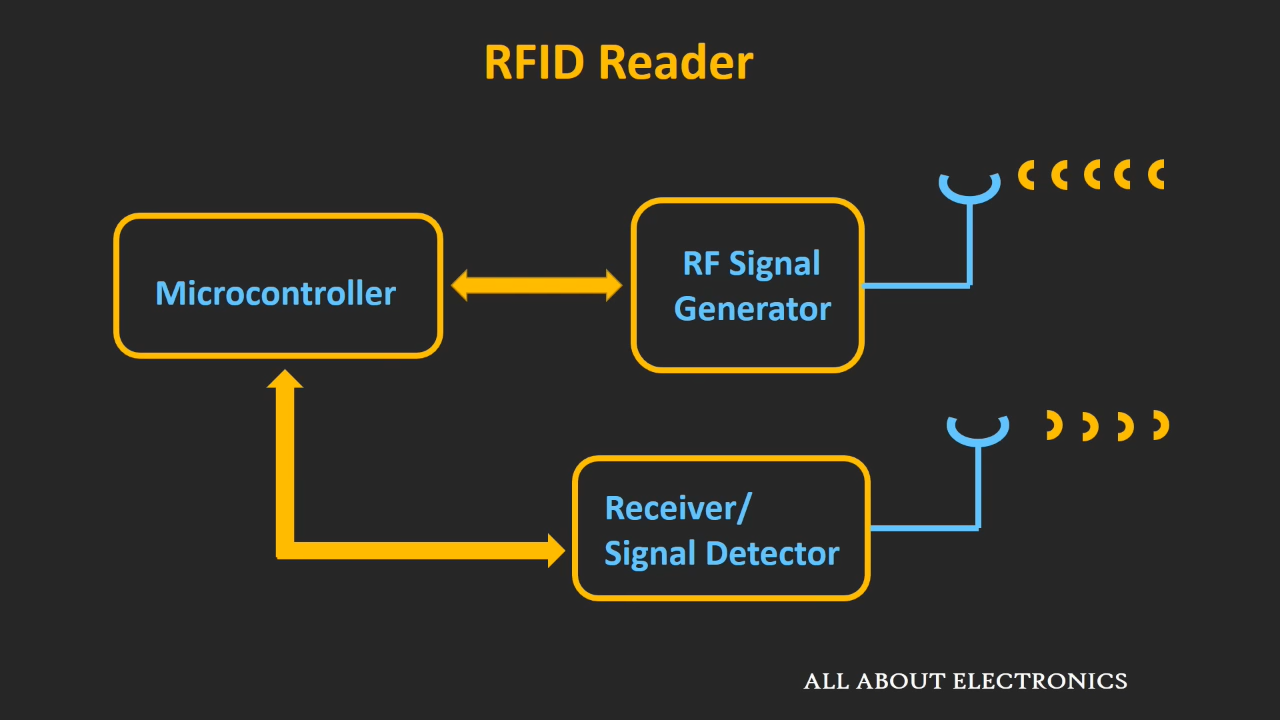 RFID Reader
Microcontroller
RF Signal
Generator
Receiver/
Signal Detector
ALL ABOUT ELECTRONICS